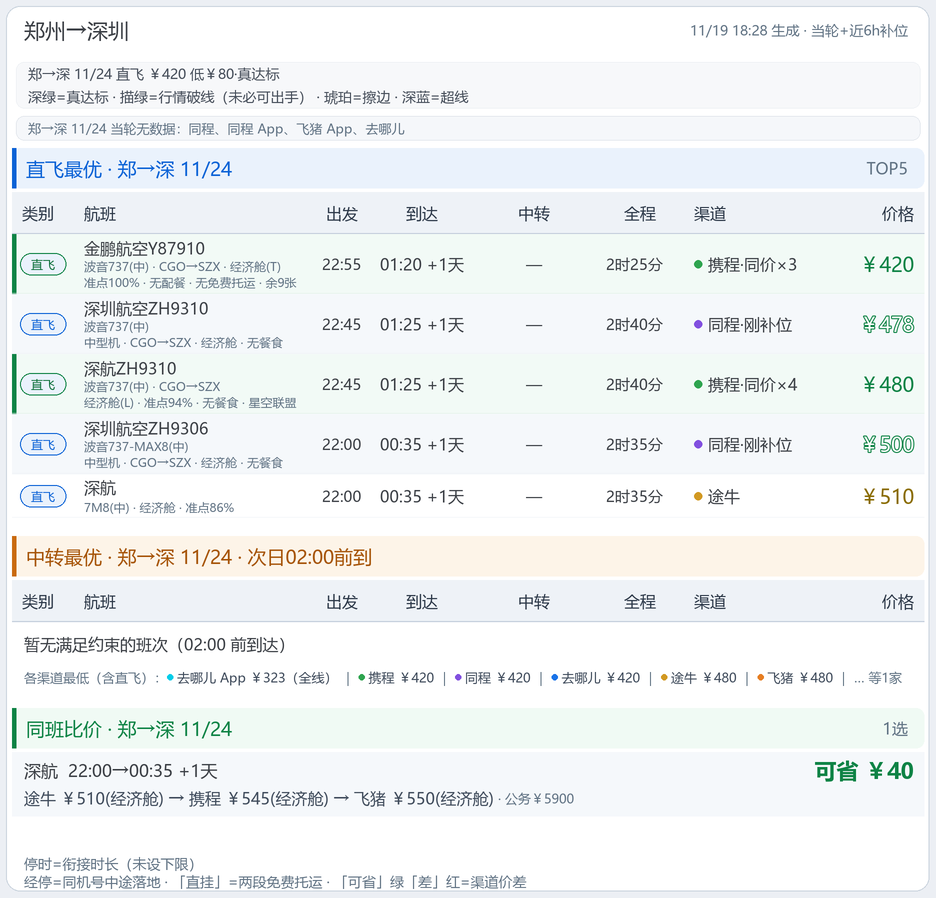 郑州→深圳
11/19 18:28 生成 · 当轮+近6h补位
郑→深 11/24 直飞 ¥420 低¥80·真达标
深绿=真达标 · 描绿=行情破线（未必可出手） · 琥珀=擦边 · 深蓝=超线
郑→深 11/24 当轮无数据：同程、同程 App、飞猪 App、去哪儿
直飞最优 · 郑→深 11/24 TOP5
类别 航班 出发 到达 中转 全程 渠道 价格
金鹏航空Y87910
波音737(中) · CGO→SZX · 经济舱(T)
准点100% · 无配餐 · 无免费托运 · 余9张
直飞 22:55 01:20 +1天 — 2时25分 携程·同价×3 ¥420
深圳航空ZH9310
波音737(中)
中型机 · CGO→SZX · 经济舱 · 无餐食
直飞 22:45 01:25 +1天 — 2时40分 同程·刚补位 ¥478
深航ZH9310
波音737(中) · CGO→SZX
经济舱(L) · 准点94% · 无餐食 · 星空联盟
直飞 22:45 01:25 +1天 — 2时40分 携程·同价×4 ¥480
深圳航空ZH9306
波音737-MAX8(中)
中型机 · CGO→SZX · 经济舱 · 无餐食
直飞 22:00 00:35 +1天 — 2时35分 同程·刚补位 ¥500
深航
7M8(中) · 经济舱 · 准点86%
直飞 22:00 00:35 +1天 — 2时35分 途牛 ¥510
中转最优 · 郑→深 11/24 · 次日02:00前到
类别 航班 出发 到达 中转 全程 渠道 价格
暂无满足约束的班次（02:00 前到达）
各渠道最低（含直飞）: 去哪儿 App ¥323（全线） | 携程 ¥420 | 同程 ¥420 | 去哪儿 ¥420 | 途牛 ¥480 | 飞猪 ¥480 | … 等1家
同班比价 · 郑→深 11/24 1选
深航 22:00→00:35 +1天 可省 ¥40
途牛 ¥510(经济舱) → 携程 ¥545(经济舱) → 飞猪 ¥550(经济舱) · 公务¥5900
停时=衔接时长（未设下限）
经停=同机号中途落地 · 「直挂」=两段免费托运 · 「可省」绿「差」红=渠道价差